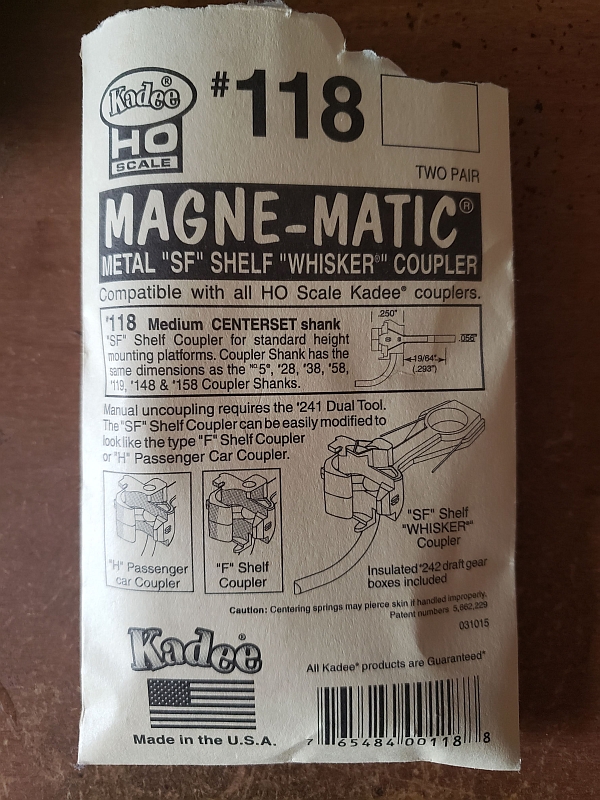 Kadee®
HO
SCALE
#118
TWO PAIR
MAGNE-MATIC®
METAL "SF" SHELF "WHISKER®" COUPLER
Compatible with all HO Scale Kadee® couplers.
#118 Medium CENTERSET shank
"SF" Shelf Coupler for standard height
mounting platforms. Coupler Shank has the
same dimensions as the "#5", #28, #38, #58,
#119, #148 & #158 Coupler Shanks.
.250"
.056"
19/64"
(.293")
Manual uncoupling requires the #241 Dual Tool.
The "SF" Shelf Coupler can be easily modified to
look like the type "F" Shelf Coupler
or "H" Passenger Car Coupler.
"H" Passenger
car Coupler
"F" Shelf
Coupler
"SF" Shelf
"WHISKER®"
Coupler
Insulated #242 draft gear
boxes included
Caution: Centering springs may pierce skin if handled improperly.
Patent numbers 5,662,229
031015
Kadee®
All Kadee® products are Guaranteed"
Made in the U.S.A.
7 65484 00118 8